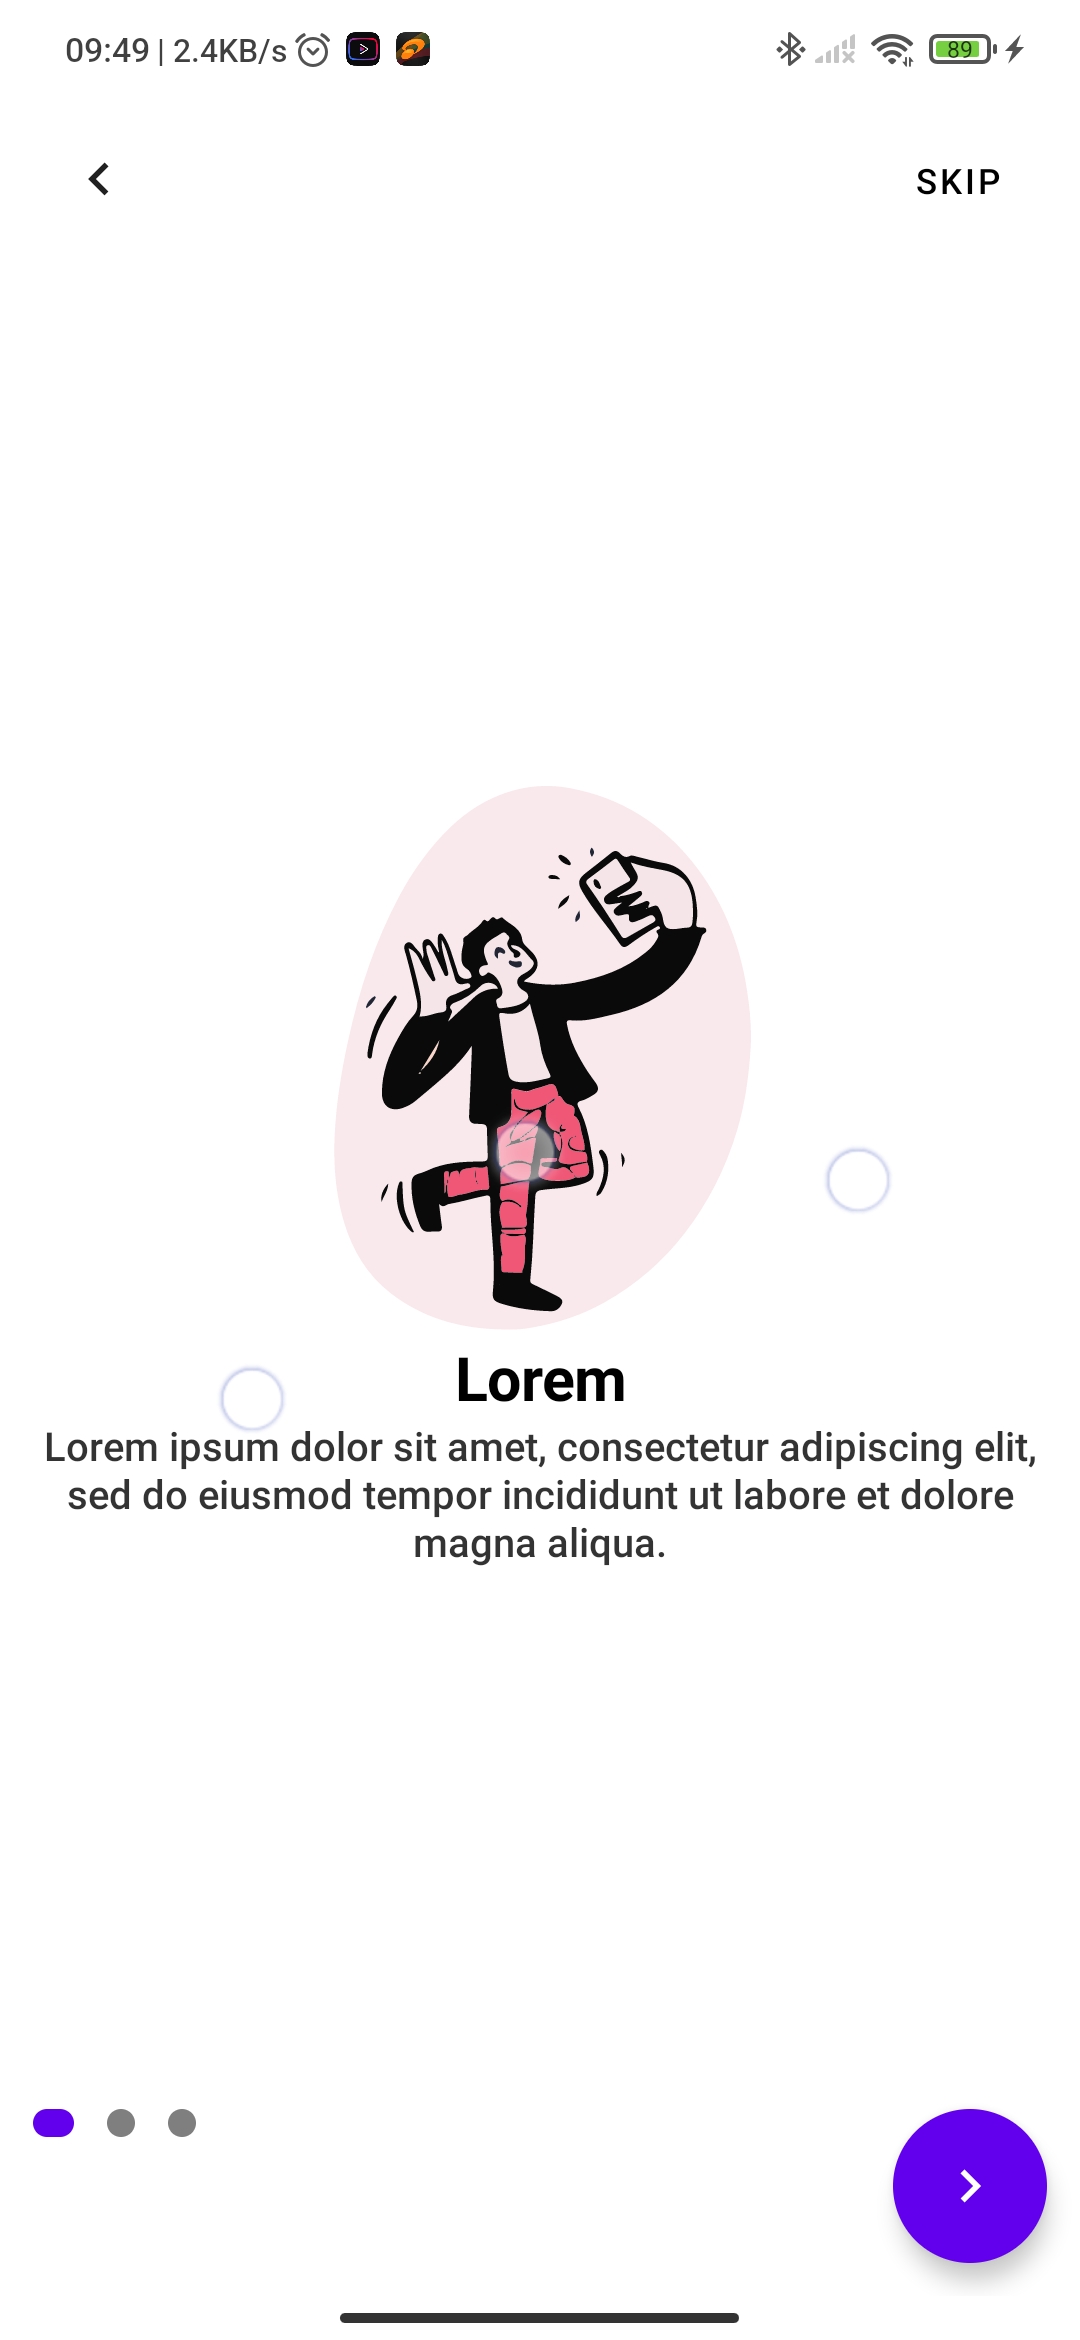 09:49 | 2.4KB/s 89
SKIP
Lorem
Lorem ipsum dolor sit amet, consectetur adipiscing elit,
sed do eiusmod tempor incididunt ut labore et dolore
magna aliqua.